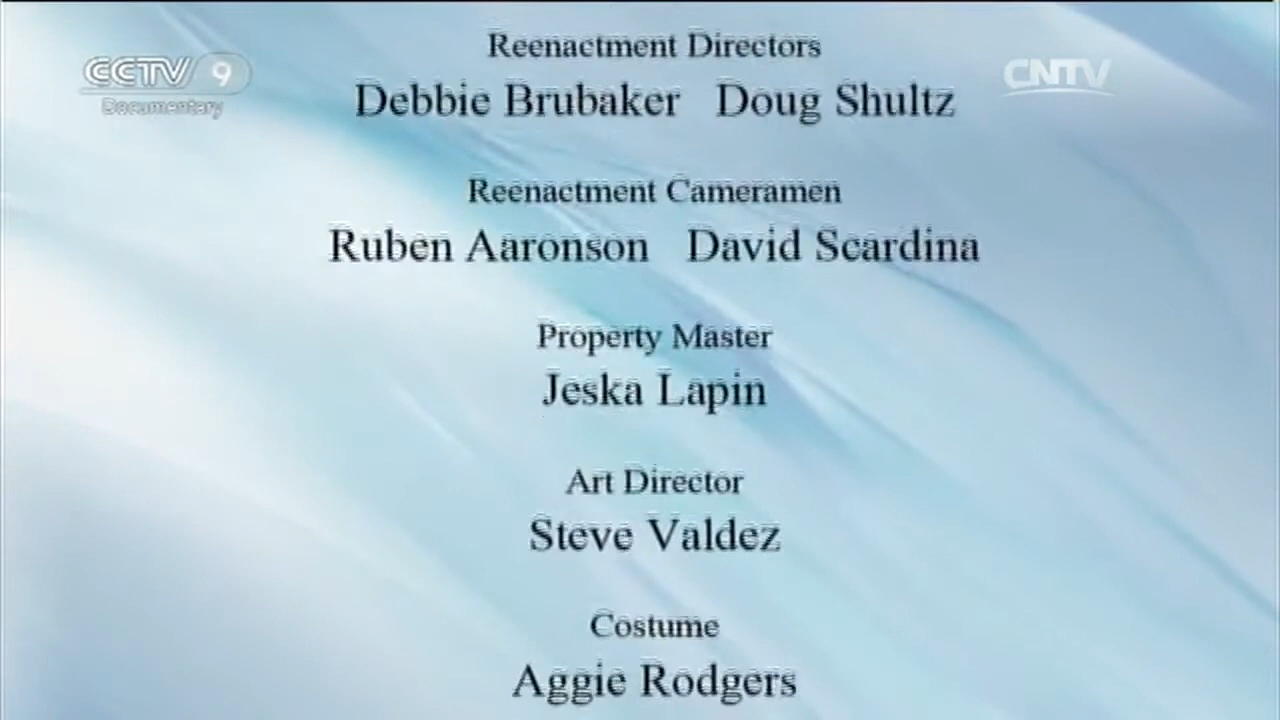 Reenactment Directors
CCTV 9
Documentary
CNTV
Debbie Brubaker Doug Shultz
Reenactment Cameramen
Ruben Aaronson David Scardina
Property Master
Jeska Lapin
Art Director
Steve Valdez
Costume
Aggie Rodgers